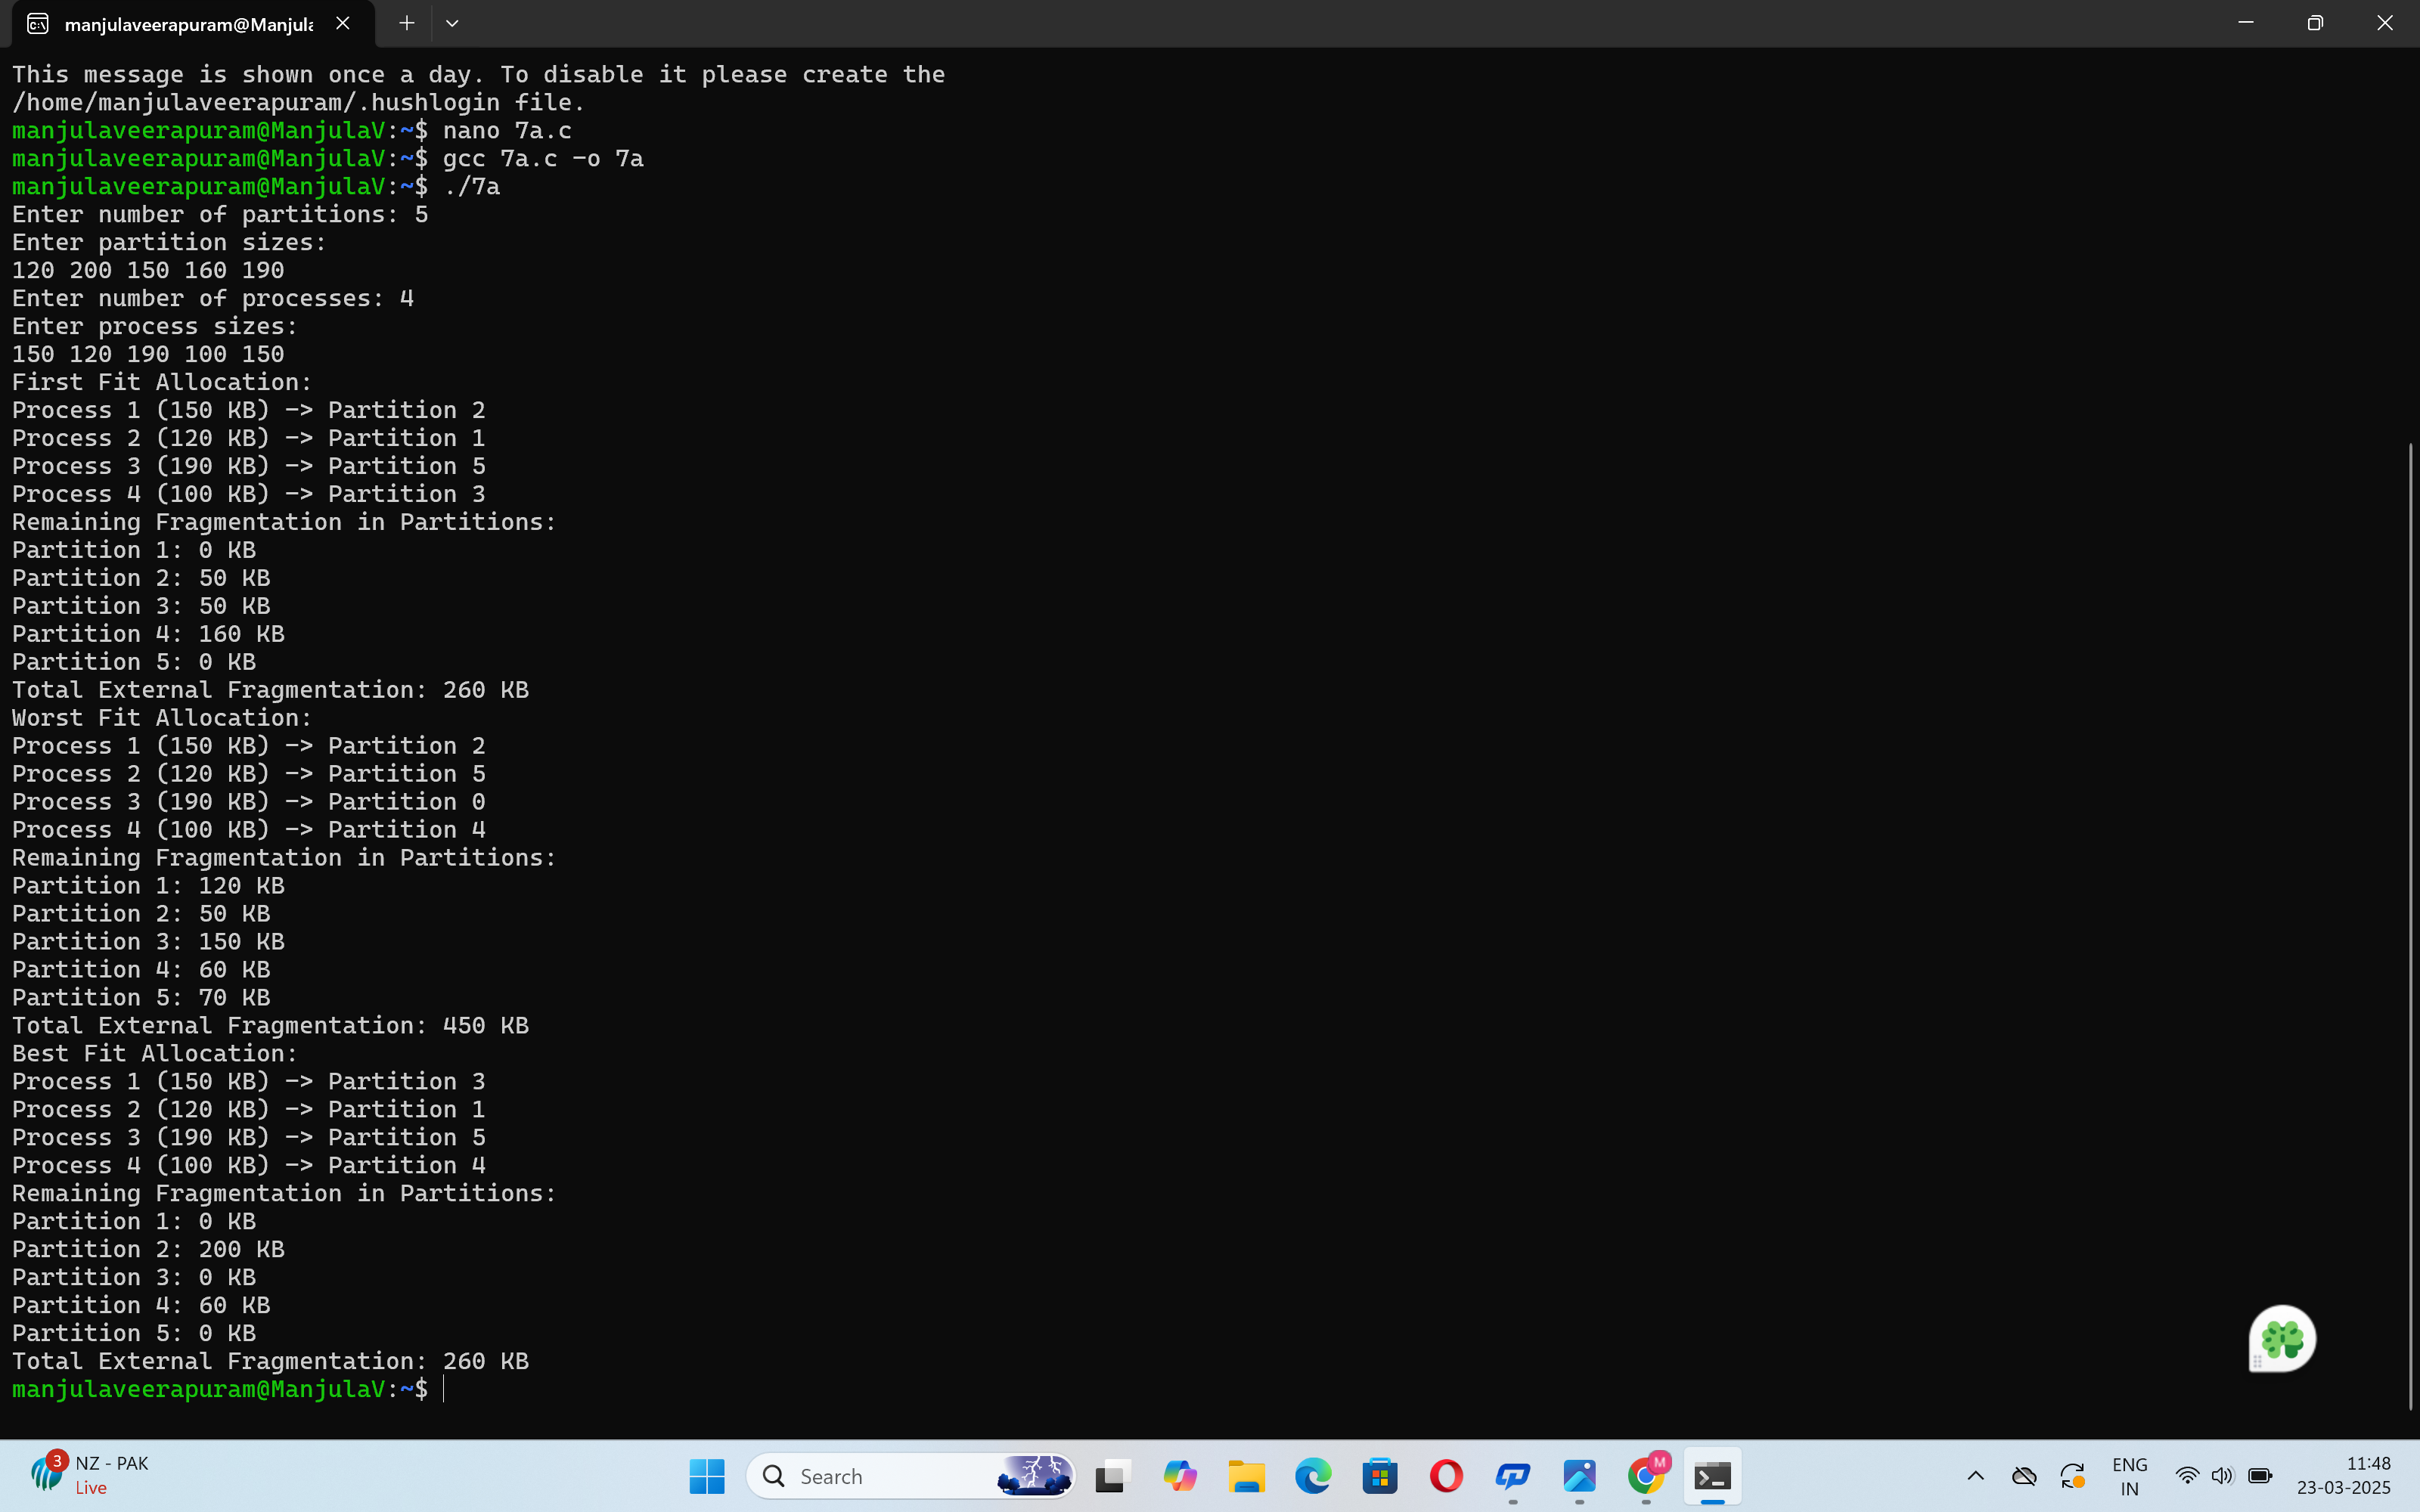 manjulaveerapuram@Manjula
This message is shown once a day. To disable it please create the
/home/manjulaveerapuram/.hushlogin file.
manjulaveerapuram@ManjulaV:~$ nano 7a.c
manjulaveerapuram@ManjulaV:~$ gcc 7a.c -o 7a
manjulaveerapuram@ManjulaV:~$ ./7a
Enter number of partitions: 5
Enter partition sizes:
120 200 150 160 190
Enter number of processes: 4
Enter process sizes:
150 120 190 100 150
First Fit Allocation:
Process 1 (150 KB) -> Partition 2
Process 2 (120 KB) -> Partition 1
Process 3 (190 KB) -> Partition 5
Process 4 (100 KB) -> Partition 3
Remaining Fragmentation in Partitions:
Partition 1: 0 KB
Partition 2: 50 KB
Partition 3: 50 KB
Partition 4: 160 KB
Partition 5: 0 KB
Total External Fragmentation: 260 KB
Worst Fit Allocation:
Process 1 (150 KB) -> Partition 2
Process 2 (120 KB) -> Partition 5
Process 3 (190 KB) -> Partition 0
Process 4 (100 KB) -> Partition 4
Remaining Fragmentation in Partitions:
Partition 1: 120 KB
Partition 2: 50 KB
Partition 3: 150 KB
Partition 4: 60 KB
Partition 5: 70 KB
Total External Fragmentation: 450 KB
Best Fit Allocation:
Process 1 (150 KB) -> Partition 3
Process 2 (120 KB) -> Partition 1
Process 3 (190 KB) -> Partition 5
Process 4 (100 KB) -> Partition 4
Remaining Fragmentation in Partitions:
Partition 1: 0 KB
Partition 2: 200 KB
Partition 3: 0 KB
Partition 4: 60 KB
Partition 5: 0 KB
Total External Fragmentation: 260 KB
manjulaveerapuram@ManjulaV:~$
3
NZ - PAK
Live
Search
M
ENG
IN
11:48
23-03-2025